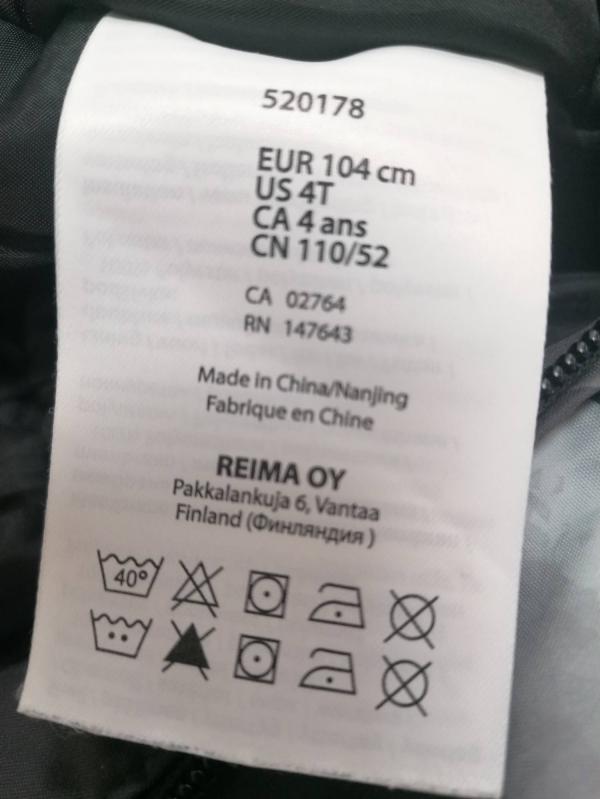 520178
EUR 104 cm
US 4T
CA 4 ans
CN 110/52
CA 02764
RN 147643
Made in China/Nanjing
Fabrique en Chine
REIMA OY
Pakkalankuja 6, Vantaa
Finland (Финляндия )
40°